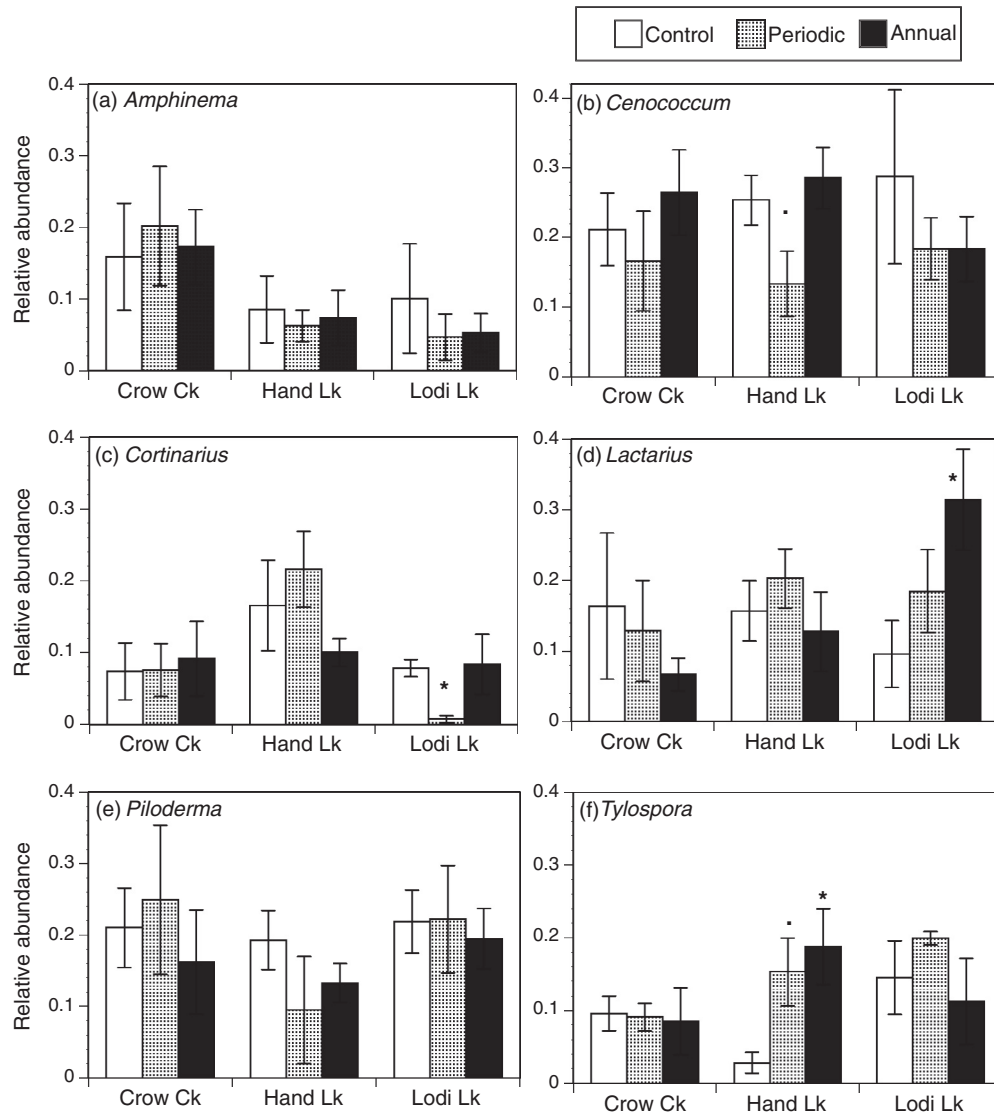 Control Periodic Annual
(a) Amphinema
Relative abundance
0.4
0.3
0.2
0.1
0
Crow Ck Hand Lk Lodi Lk
(b) Cenococcum
0.4
0.3
0.2
0.1
0
Crow Ck Hand Lk Lodi Lk
(c) Cortinarius
Relative abundance
0.4
0.3
0.2
0.1
0
*
Crow Ck Hand Lk Lodi Lk
(d) Lactarius
0.4
0.3
0.2
0.1
0
*
Crow Ck Hand Lk Lodi Lk
(e) Piloderma
Relative abundance
0.4
0.3
0.2
0.1
0
Crow Ck Hand Lk Lodi Lk
(f) Tylospora
0.4
0.3
0.2
0.1
0
*
Crow Ck Hand Lk Lodi Lk